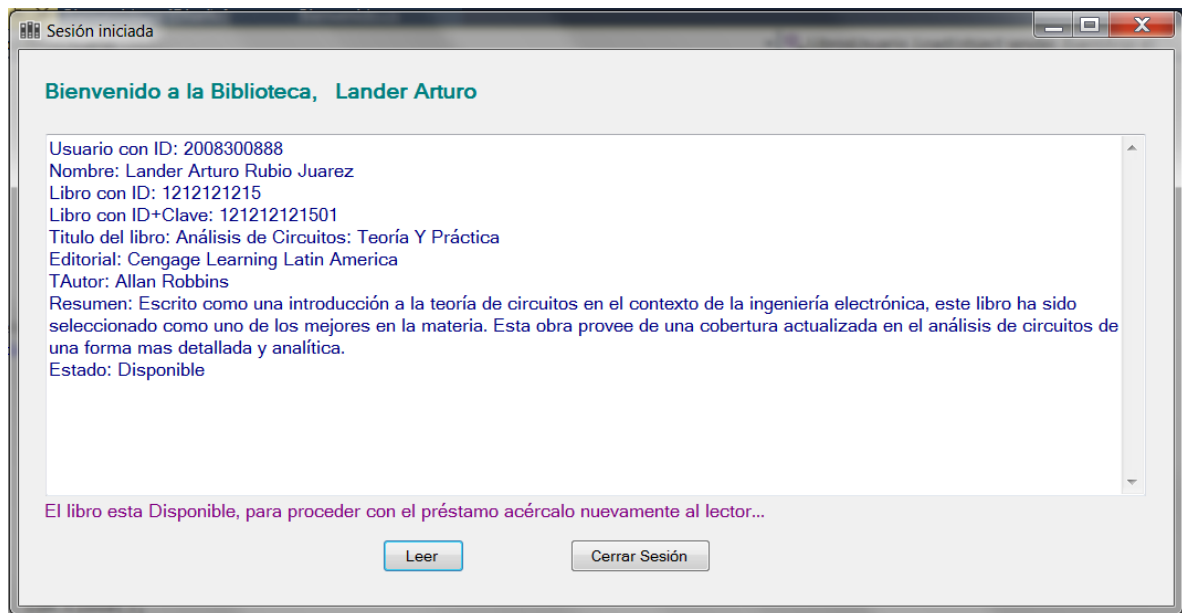 Sesión iniciada
Bienvenido a la Biblioteca, Lander Arturo
Usuario con ID: 2008300888
Nombre: Lander Arturo Rubio Juarez
Libro con ID: 1212121215
Libro con ID+Clave: 121212121501
Titulo del libro: Análisis de Circuitos: Teoría Y Práctica
Editorial: Cengage Learning Latin America
TAutor: Allan Robbins
Resumen: Escrito como una introducción a la teoría de circuitos en el contexto de la ingeniería electrónica, este libro ha sido
seleccionado como uno de los mejores en la materia. Esta obra provee de una cobertura actualizada en el análisis de circuitos de
una forma mas detallada y analítica.
Estado: Disponible
El libro esta Disponible, para proceder con el préstamo acércalo nuevamente al lector...
Leer
Cerrar Sesión